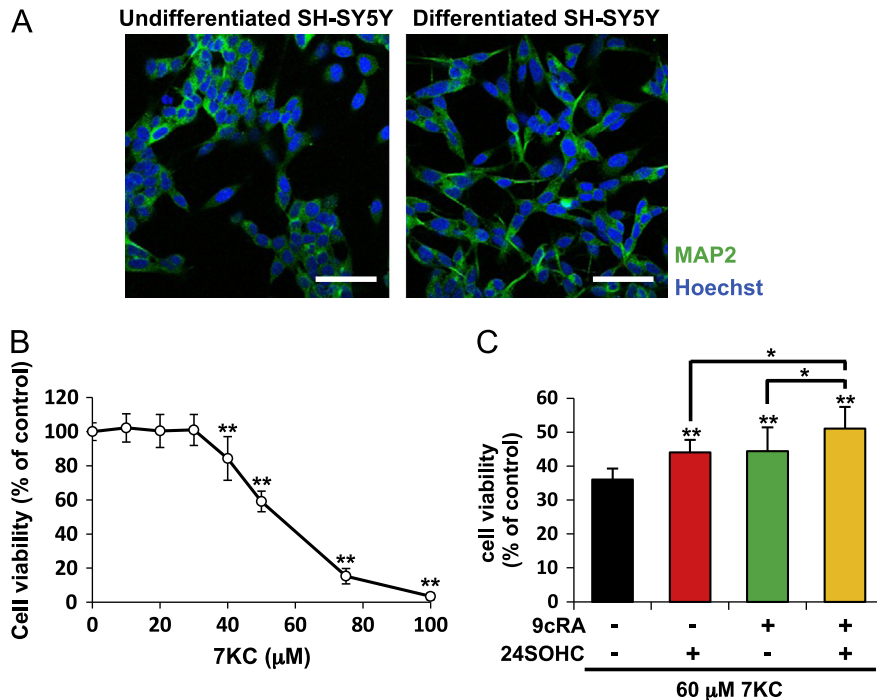 A
Undifferentiated SH-SY5Y
Differentiated SH-SY5Y
MAP2
Hoechst
B
Cell viability (% of control)
120
100
80
60
40
20
0
**
**
**
**
0 20 40 60 80 100
7KC (μM)
C
cell viability
(% of control)
60
50
40
30
20
10
0
*
*
**
**
**
9cRA - - + +
24SOHC - + - +
60 μM 7KC